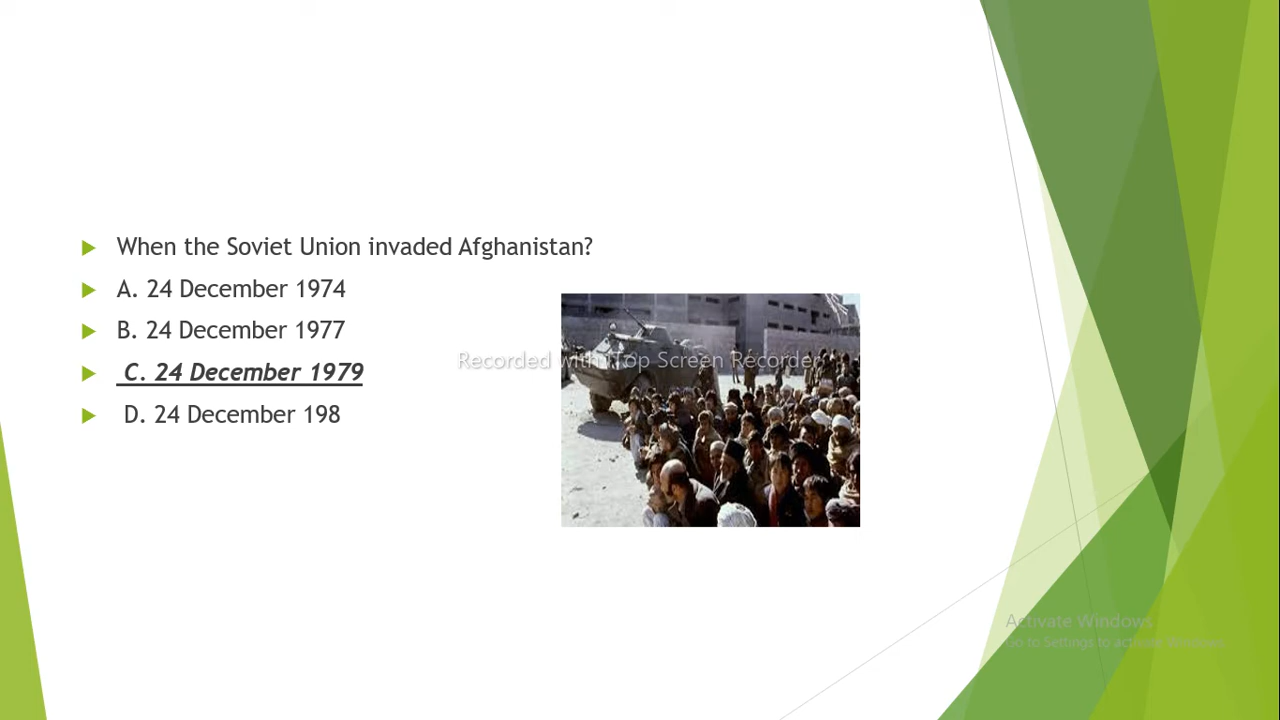 When the Soviet Union invaded Afghanistan?
A. 24 December 1974
B. 24 December 1977
C. 24 December 1979
D. 24 December 198
Recorded with iTop Screen Recorder
Activate Windows
Go to Settings to activate Windows.